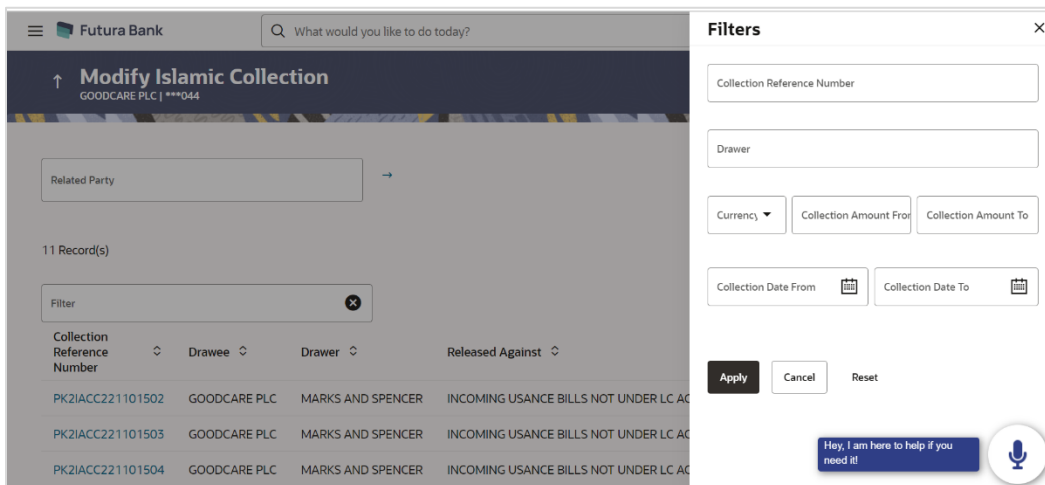 Futura Bank
What would you like to do today?
Modify Islamic Collection
GOODCARE PLC | ***044
Related Party
11 Record(s)
Filter
Collection
Reference
Number
Drawee
Drawer
Released Against
PK2IACC221101502 GOODCARE PLC MARKS AND SPENCER INCOMING USANCE BILLS NOT UNDER LC AC
PK2IACC221101503 GOODCARE PLC MARKS AND SPENCER INCOMING USANCE BILLS NOT UNDER LC AC
PK2IACC221101504 GOODCARE PLC MARKS AND SPENCER INCOMING USANCE BILLS NOT UNDER LC AC
Filters
Collection Reference Number
Drawer
Currency Collection Amount From Collection Amount To
Collection Date From Collection Date To
Apply Cancel Reset
Hey, I am here to help if you
need it!